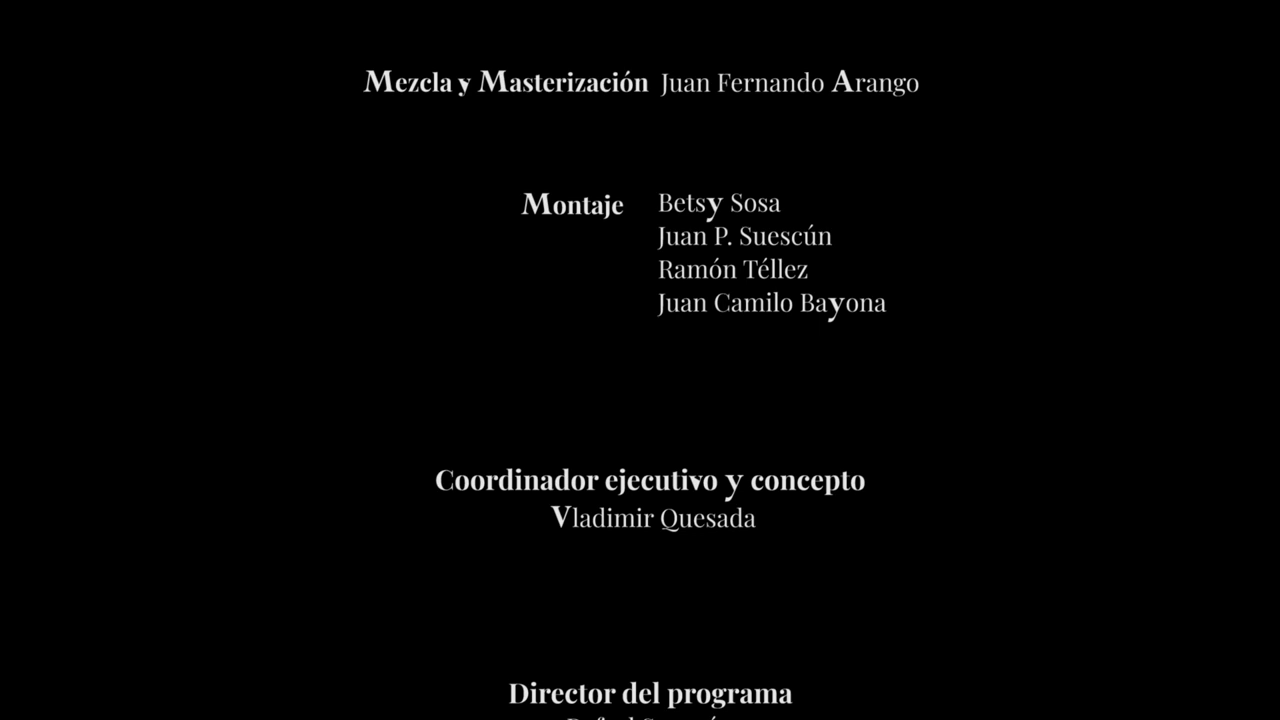 Mezcla y Masterización Juan Fernando Arango
Montaje Betsy Sosa
Juan P. Suescún
Ramón Téllez
Juan Camilo Bayona
Coordinador ejecutivo y concepto
Vladimir Quesada
Director del programa